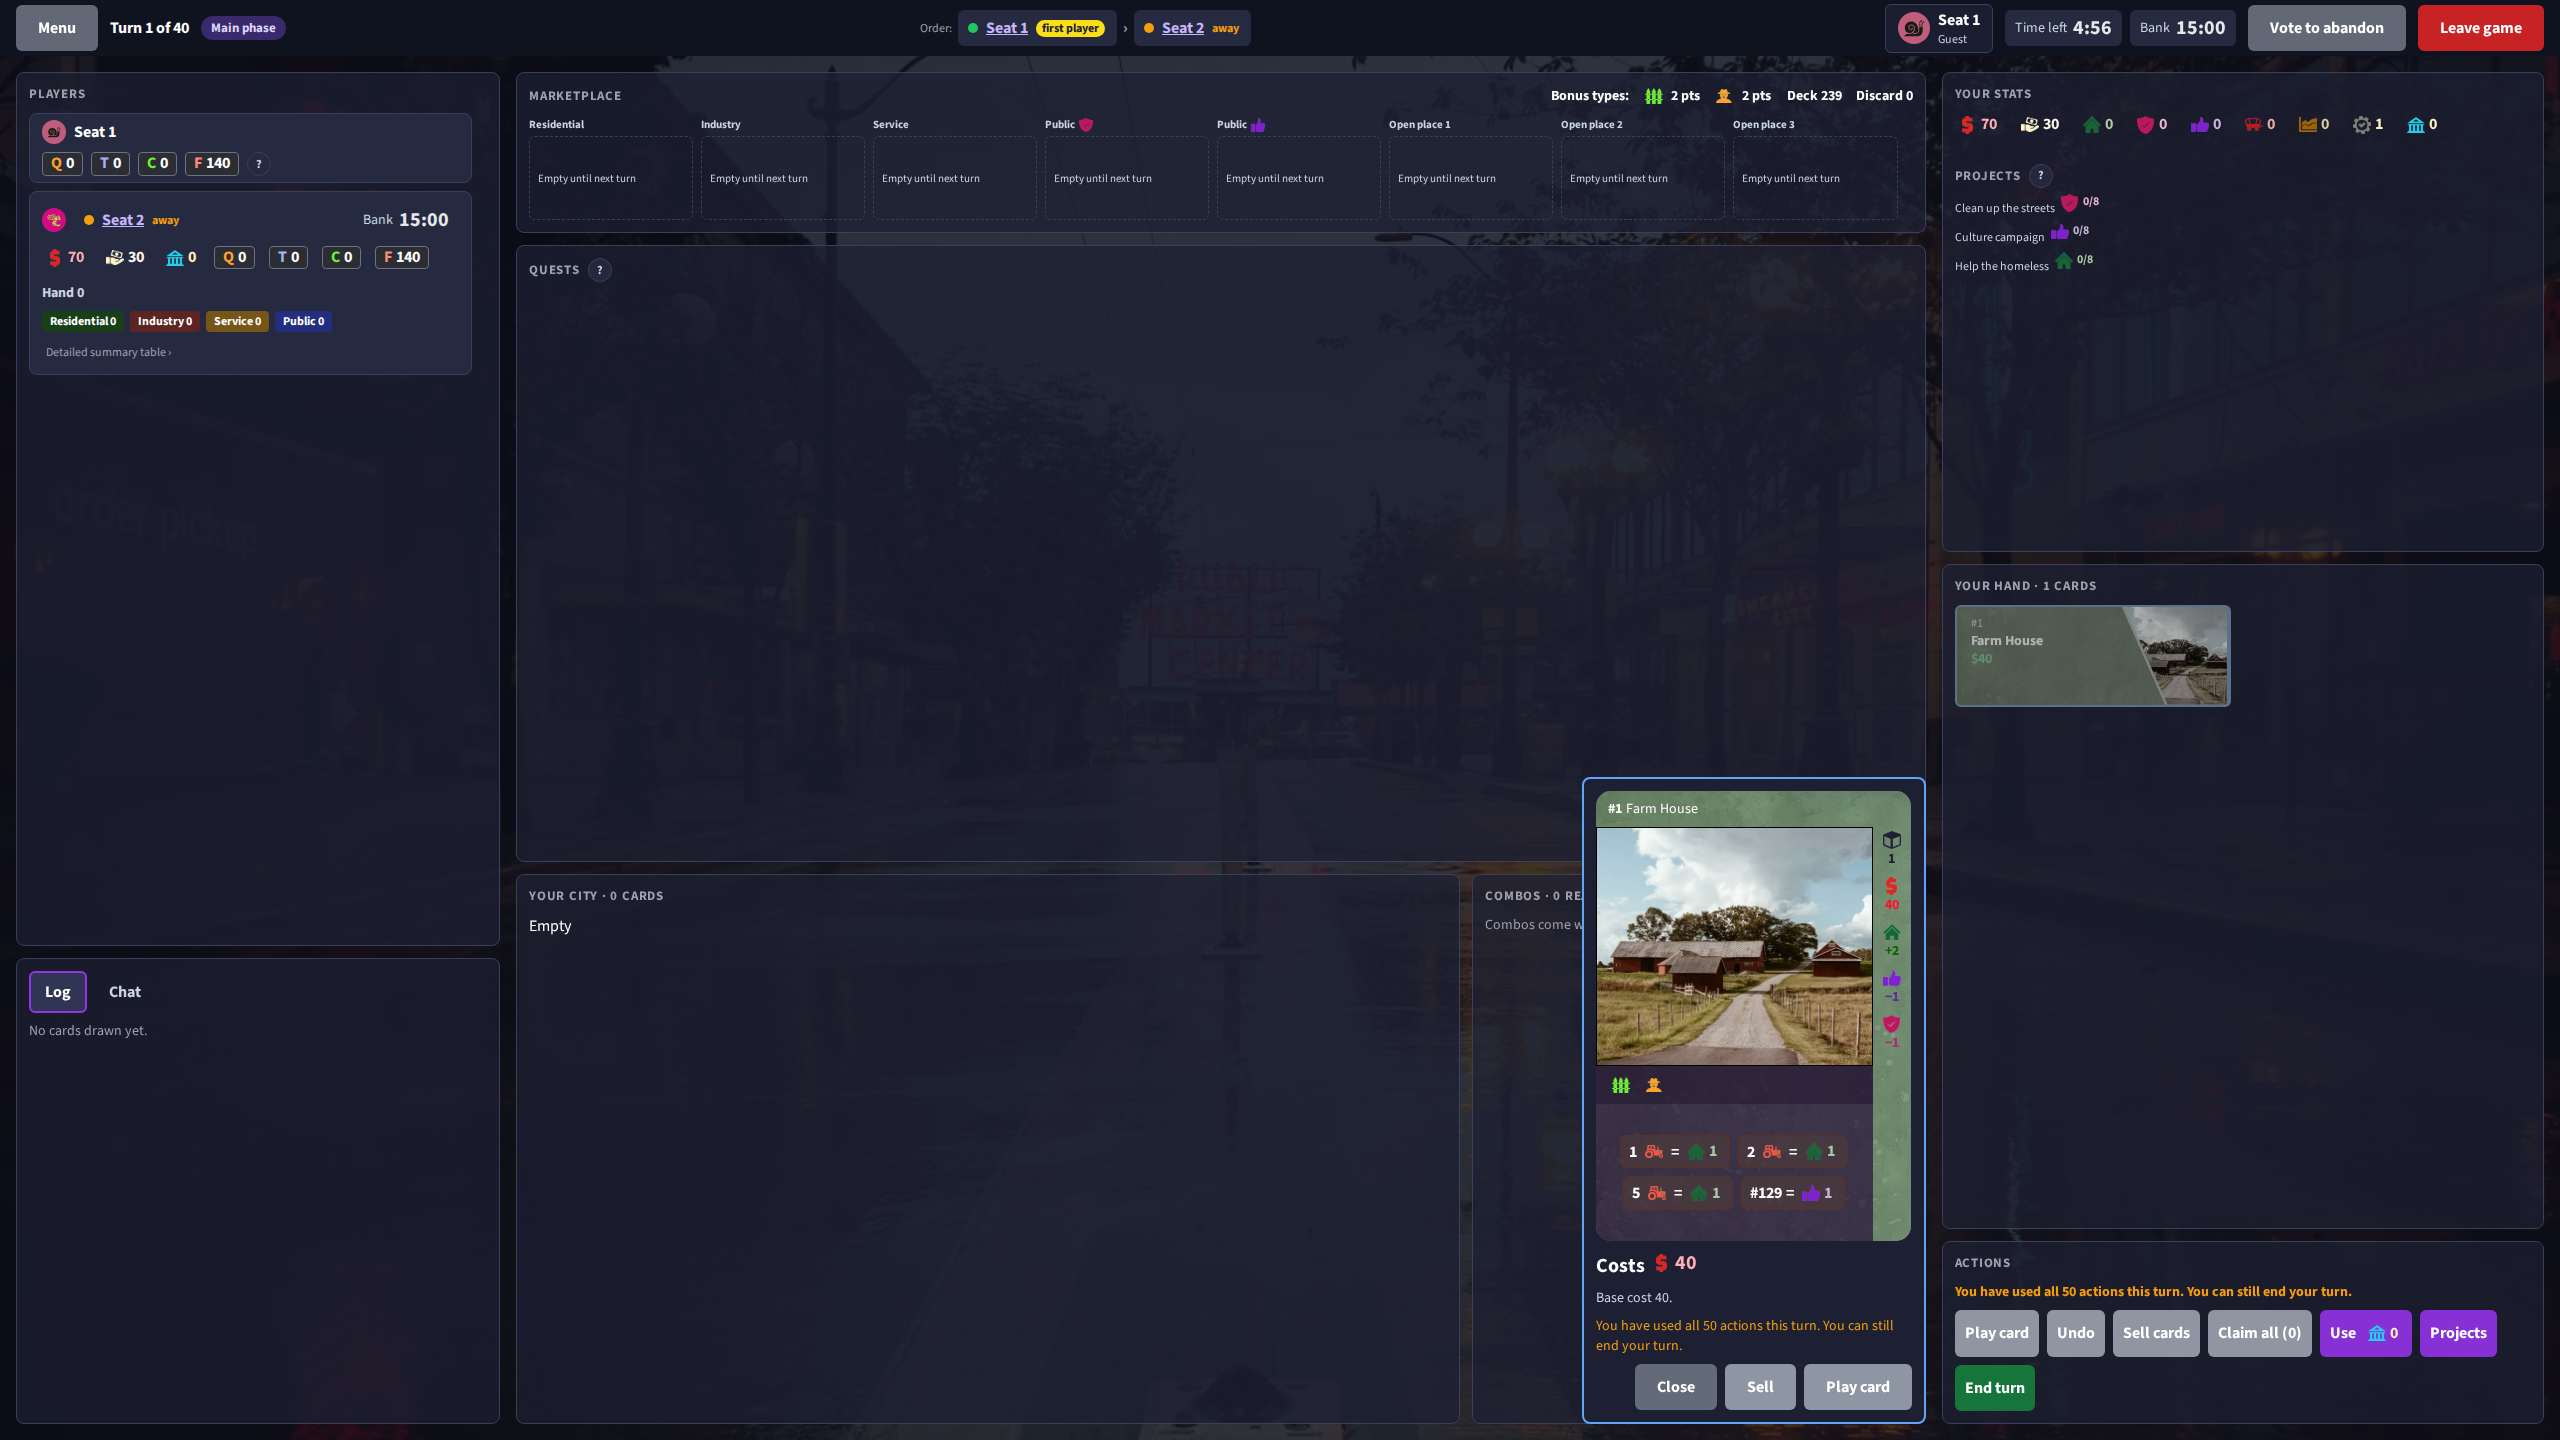 Menu
Turn 1 of 40
Main phase
Order:
Seat 1
first player
›
Seat 2
away
Seat 1
Guest
Time left 4:56
Bank 15:00
Vote to abandon
Leave game
PLAYERS
Seat 1
Q 0
T 0
C 0
F 140
?
Seat 2 away
Bank 15:00
$ 70
30
0
Q 0
T 0
C 0
F 140
Hand 0
Residential 0
Industry 0
Service 0
Public 0
Detailed summary table ›
Log
Chat
No cards drawn yet.
MARKETPLACE
Bonus types: 2 pts 2 pts Deck 239 Discard 0
Residential
Industry
Service
Public
Public
Open place 1
Open place 2
Open place 3
Empty until next turn
Empty until next turn
Empty until next turn
Empty until next turn
Empty until next turn
Empty until next turn
Empty until next turn
Empty until next turn
QUESTS ?
PUBLIC
MARKET
CENTER
order pickup
YOUR CITY · 0 CARDS
Empty
COMBOS · 0 RE
Combos come w
#1 Farm House
1
$
40
+2
−1
−1
1 = 1
2 = 1
5 = 1
#129 = 1
Costs $ 40
Base cost 40.
You have used all 50 actions this turn. You can still
end your turn.
Close
Sell
Play card
YOUR STATS
$ 70
30
0
0
0
0
0
1
0
PROJECTS ?
Clean up the streets 0/8
Culture campaign 0/8
Help the homeless 0/8
YOUR HAND · 1 CARDS
#1
Farm House
$40
ACTIONS
You have used all 50 actions this turn. You can still end your turn.
Play card
Undo
Sell cards
Claim all (0)
Use 0
Projects
End turn